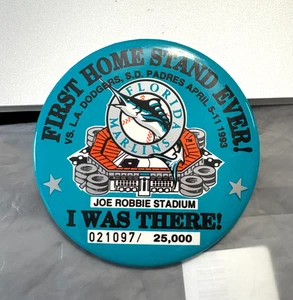 FIRST HOME STAND EVER!
VS. L.A. DODGERS, S.D. PADRES APRIL 5-11 1993
FLORIDA
MARLINS
JOE ROBBIE STADIUM
I WAS THERE!
021097/ 25,000